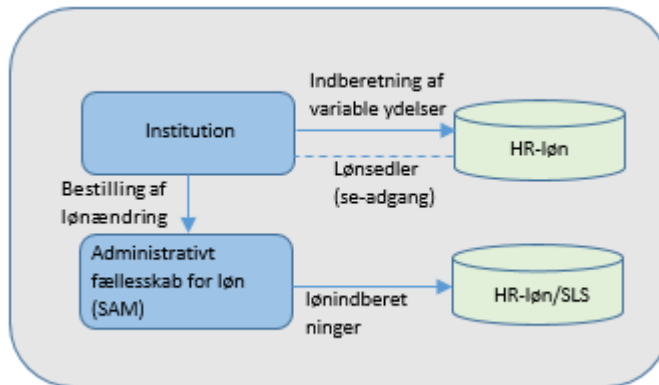 Indberetning af
variable ydelser
Institution
HR-løn
Lønsedler
(se-adgang)
Bestilling af
lønændring
Administrativt
fællesskab for løn
(SAM)
lønindberet
ninger
HR-løn/SLS